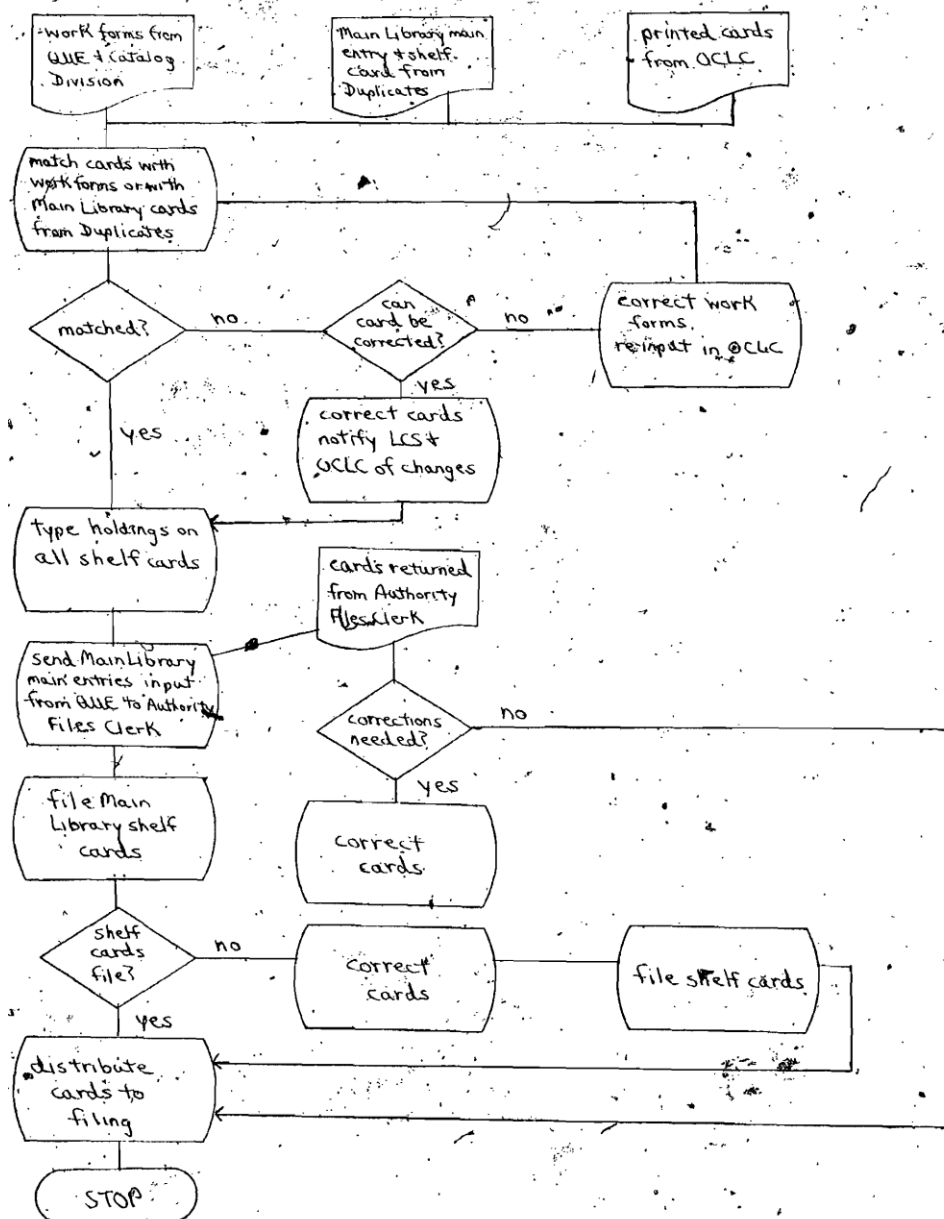 work forms from
QUE & Catalog
Division
Main Library main
entry & shelf
card from
Duplicates
printed cards
from OCLC
match cards with
work forms or with
Main Library cards
from Duplicates
matched?
no
can
card be
corrected?
no
correct work
forms.
re-input in OCLC
yes
yes
correct cards
notify LCS &
OCLC of changes
type holdings on
all shelf cards
cards returned
from Authority
Files Clerk
send Main Library
main entries input
from QUE to Authority
Files Clerk
corrections
needed?
no
yes
file Main
Library shelf
cards
correct
cards
shelf
cards
file?
no
correct
cards
file shelf cards
yes
distribute
cards to
filing
STOP